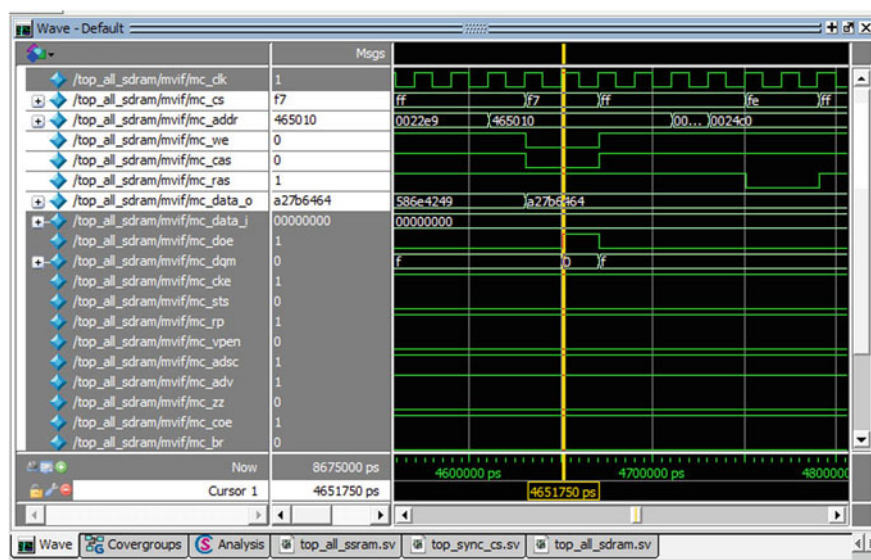 Wave - Default
Msgs
/top_all_sdram/mvif/mc_clk 1
/top_all_sdram/mvif/mc_cs f7 ff f7 ff fe ff
/top_all_sdram/mvif/mc_addr 465010 0022e9 465010 00... 0024c0
/top_all_sdram/mvif/mc_we 0
/top_all_sdram/mvif/mc_cas 0
/top_all_sdram/mvif/mc_ras 1
/top_all_sdram/mvif/mc_data_o a27b6464 586e4249 a27b6464
/top_all_sdram/mvif/mc_data_i 00000000 00000000
/top_all_sdram/mvif/mc_doe 1
/top_all_sdram/mvif/mc_dqm 0 f 0 f
/top_all_sdram/mvif/mc_cke 1
/top_all_sdram/mvif/mc_sts 0
/top_all_sdram/mvif/mc_rp 1
/top_all_sdram/mvif/mc_vpen 0
/top_all_sdram/mvif/mc_adsc 1
/top_all_sdram/mvif/mc_adv 1
/top_all_sdram/mvif/mc_zz 0
/top_all_sdram/mvif/mc_coe 1
/top_all_sdram/mvif/mc_br 0
Now 8675000 ps 4600000 ps 4700000 ps 4800000
Cursor 1 4651750 ps 4651750 ps
Wave Covergroups Analysis top_all_ssram.sv top_sync_cs.sv top_all_sdram.sv